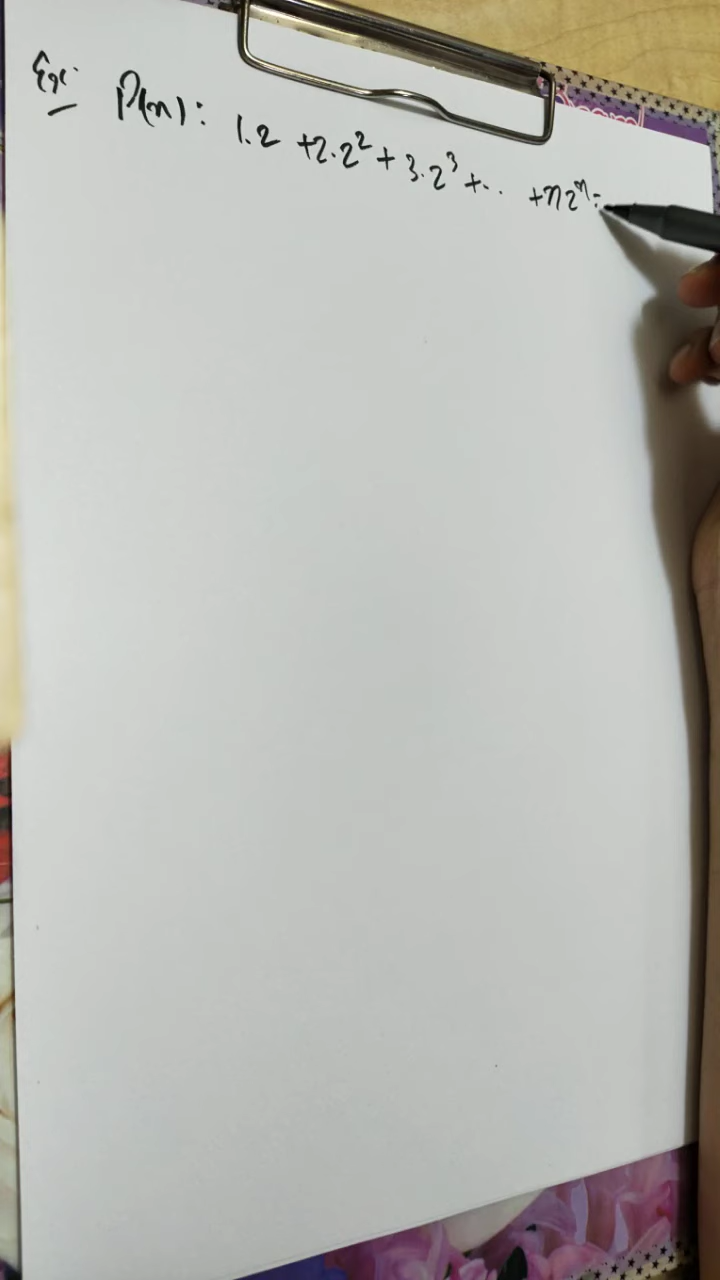 Ex: P(n): 1.2 + 2.2² + 3.2³ + .. + n2ⁿ =